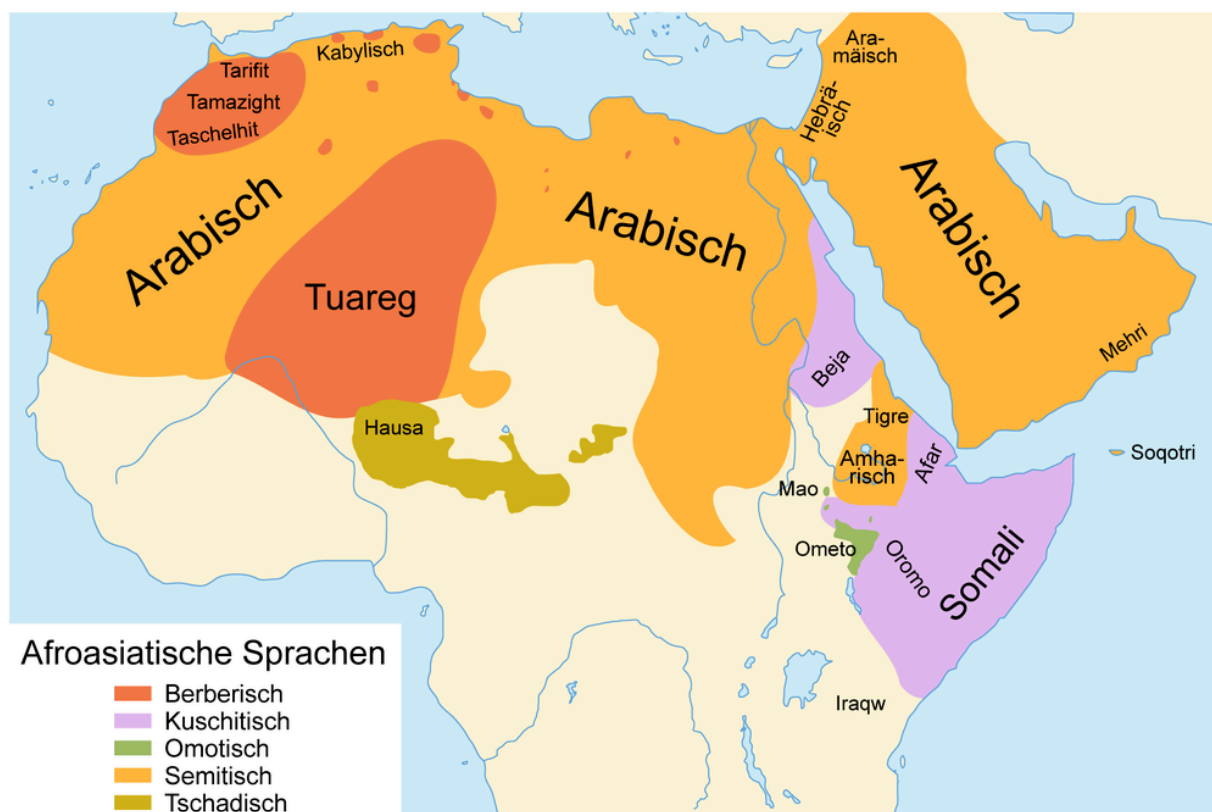 Kabylisch
Tarifit
Tamazight
Taschelhit
Ara-
mäisch
Hebrä-
isch
Arabisch
Arabisch
Arabisch
Tuareg
Mehri
Beja
Tigre
Hausa
Amha-
risch
Afar
Soqotri
Mao
Ometo
Oromo
Somali
Iraqw
Afroasiatische Sprachen
Berberisch
Kuschitisch
Omotisch
Semitisch
Tschadisch